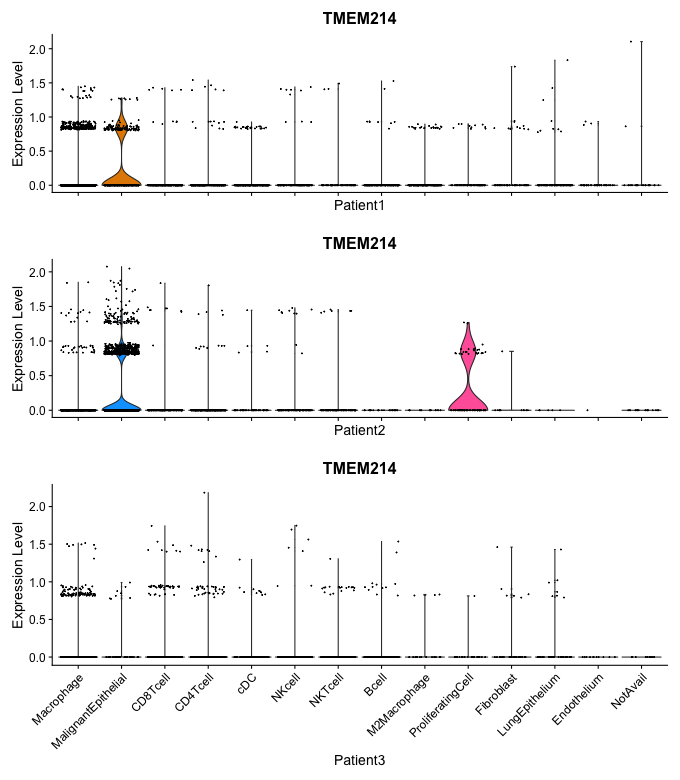 TMEM214
Expression Level
2.0
1.5
1.0
0.5
0.0
Patient1
TMEM214
Expression Level
2.0
1.5
1.0
0.5
0.0
Patient2
TMEM214
Expression Level
2.0
1.5
1.0
0.5
0.0
Macrophage
MalignantEpithelial
CD8Tcell
CD4Tcell
cDC
NKcell
NKTcell
Bcell
M2Macrophage
ProliferatingCell
Fibroblast
LungEpithelium
Endothelium
NotAvail
Patient3